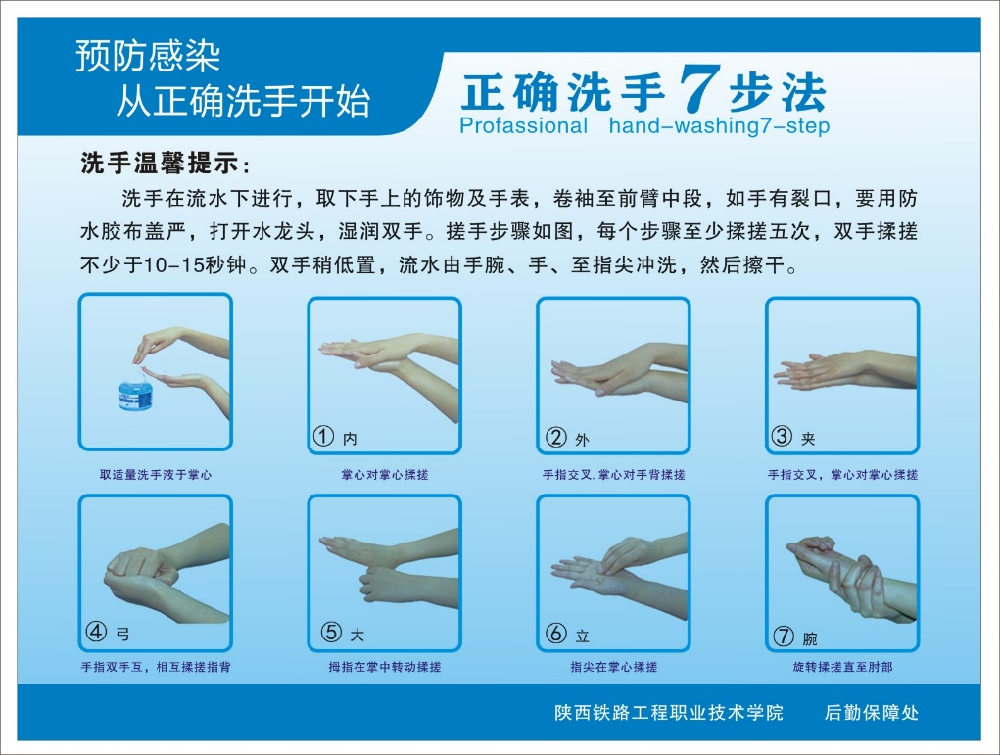 预防感染
从正确洗手开始
正确洗手7步法
Profassional hand-washing7-step
洗手温馨提示：
洗手在流水下进行，取下手上的饰物及手表，卷袖至前臂中段，如手有裂口，要用防
水胶布盖严，打开水龙头，湿润双手。搓手步骤如图，每个步骤至少揉搓五次，双手揉搓
不少于10-15秒钟。双手稍低置，流水由手腕、手、至指尖冲洗，然后擦干。
① 内
② 外
③ 夹
取适量洗手液于掌心
掌心对掌心揉搓
手指交叉,掌心对手背揉搓
手指交叉，掌心对掌心揉搓
④ 弓
⑤ 大
⑥ 立
⑦ 腕
手指双手互，相互揉搓指背
拇指在掌中转动揉搓
指尖在掌心揉搓
旋转揉搓直至肘部
陕西铁路工程职业技术学院 后勤保障处